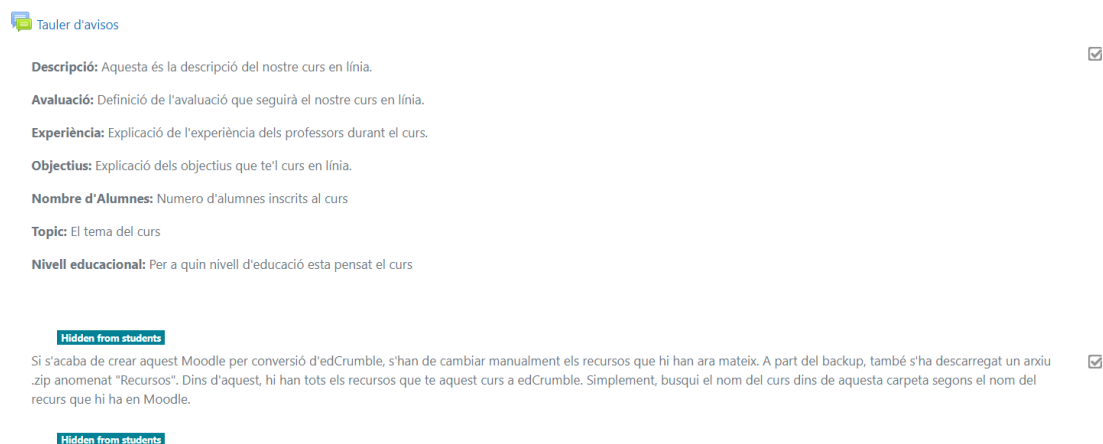 Tauler d'avisos
Descripció: Aquesta és la descripció del nostre curs en línia.
Avaluació: Definició de l'avaluació que seguirà el nostre curs en línia.
Experiència: Explicació de l'experiència dels professors durant el curs.
Objectius: Explicació dels objectius que te'l curs en línia.
Nombre d'Alumnes: Numero d'alumnes inscrits al curs
Topic: El tema del curs
Nivell educacional: Per a quin nivell d'educació esta pensat el curs
Hidden from students
Si s'acaba de crear aquest Moodle per conversió d'edCrumble, s'han de cambiar manualment els recursos que hi han ara mateix. A part del backup, també s'ha descarregat un arxiu
.zip anomenat "Recursos". Dins d'aquest, hi han tots els recursos que te aquest curs a edCrumble. Simplement, busqui el nom del curs dins de aquesta carpeta segons el nom del
recurs que hi ha en Moodle.
Hidden from students